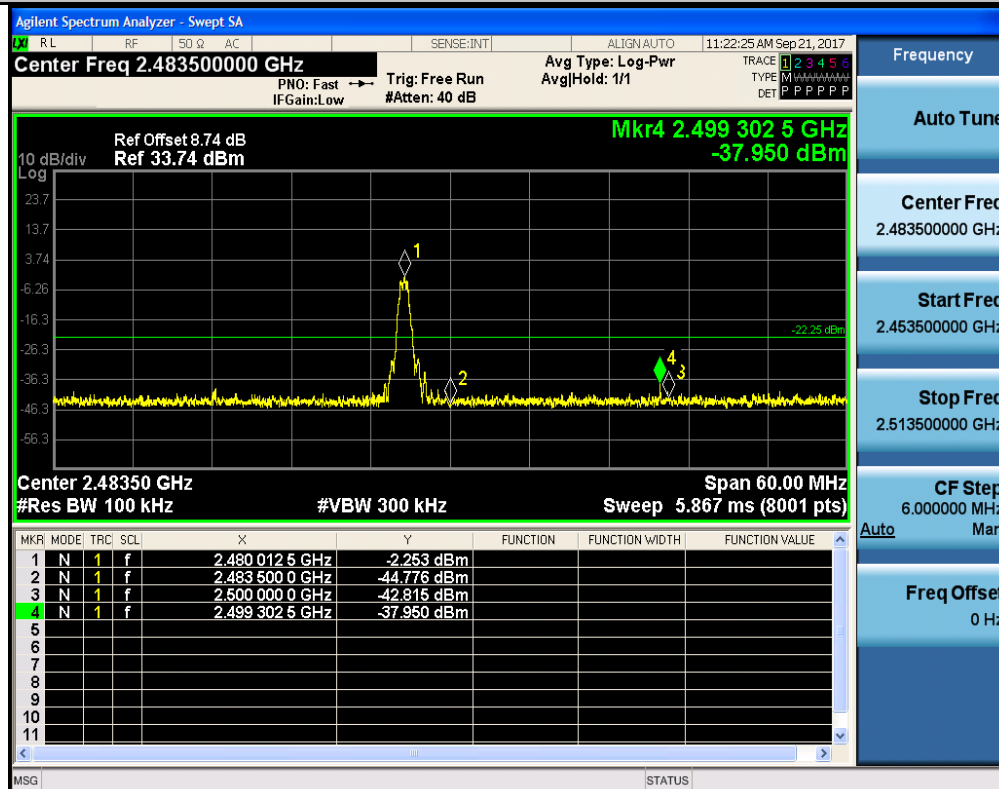 Agilent Spectrum Analyzer - Swept SA
LXI RL RF 50 Ω AC SENSE:INT ALIGN AUTO 11:22:25 AM Sep 21, 2017
Center Freq 2.483500000 GHz
PNO: Fast
IFGain:Low
Trig: Free Run
#Atten: 40 dB
Avg Type: Log-Pwr
Avg|Hold: 1/1
TRACE 1 2 3 4 5 6
TYPE M
DET P P P P P P
Ref Offset 8.74 dB
10 dB/div Ref 33.74 dBm
Log
Mkr4 2.499 302 5 GHz
-37.950 dBm
23.7
13.7
3.74
-6.26
-16.3
-26.3
-36.3
-46.3
-56.3
1
2
4
3
-22.25 dBm
Center 2.48350 GHz Span 60.00 MHz
#Res BW 100 kHz #VBW 300 kHz Sweep 5.867 ms (8001 pts)
MKR MODE TRC SCL X Y FUNCTION FUNCTION WIDTH FUNCTION VALUE
1 N 1 f 2.480 012 5 GHz -2.253 dBm
2 N 1 f 2.483 500 0 GHz -44.776 dBm
3 N 1 f 2.500 000 0 GHz -42.815 dBm
4 N 1 f 2.499 302 5 GHz -37.950 dBm
5
6
7
8
9
10
11
MSG STATUS
Frequency
Auto Tune
Center Freq
2.483500000 GHz
Start Freq
2.453500000 GHz
Stop Freq
2.513500000 GHz
CF Step
6.000000 MHz
Auto Man
Freq Offset
0 Hz